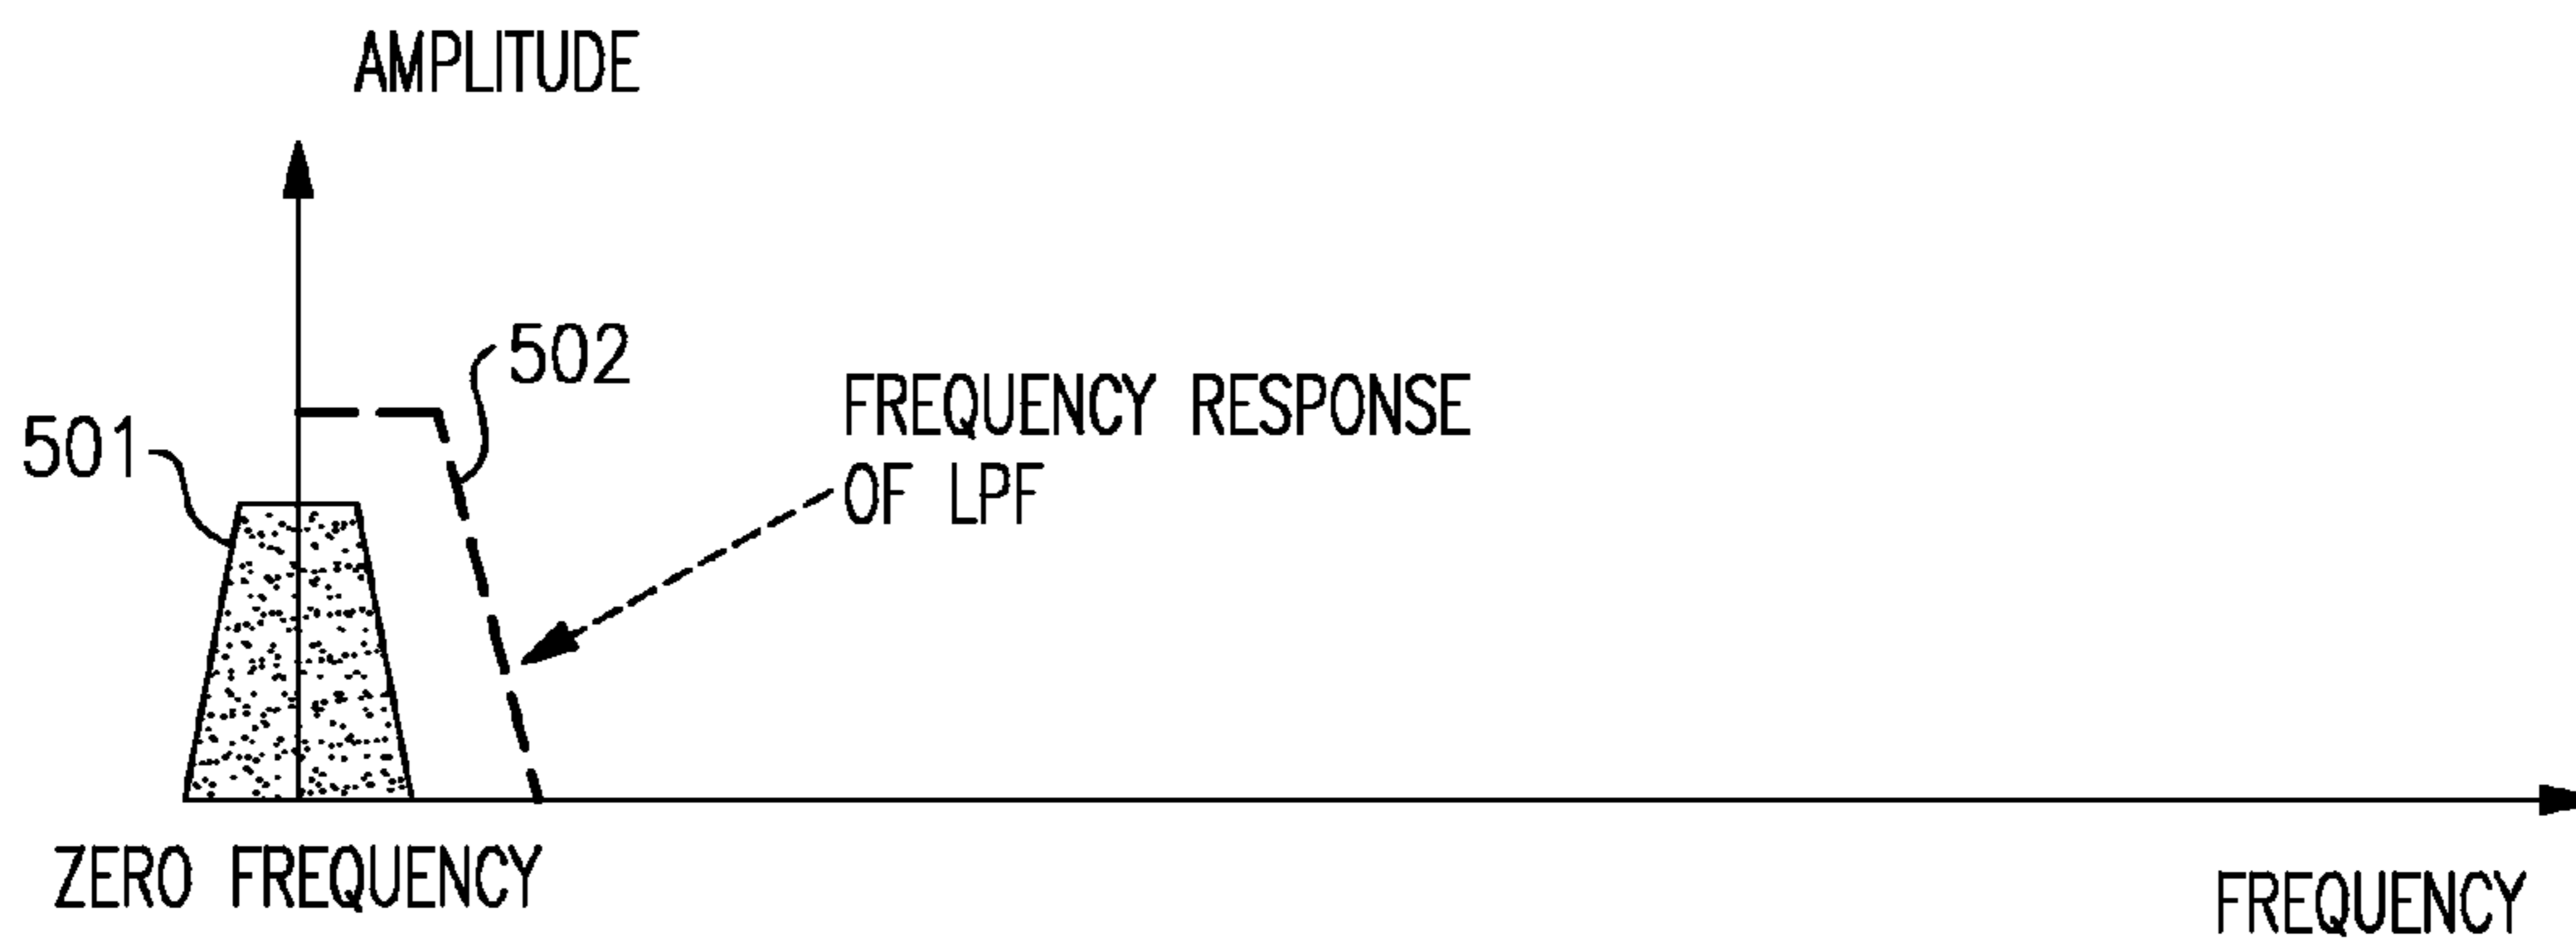 AMPLITUDE
502
501
FREQUENCY RESPONSE
OF LPF
ZERO FREQUENCY
FREQUENCY